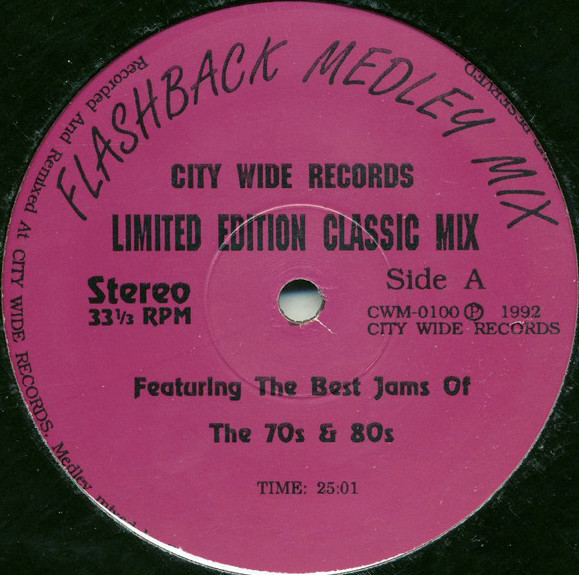 FLASHBACK MEDLEY MIX
CITY WIDE RECORDS
LIMITED EDITION CLASSIC MIX
Stereo
33⅓ RPM
Side A
CWM-0100 Ⓟ 1992
CITY WIDE RECORDS
Featuring The Best Jams Of
The 70s & 80s
TIME: 25:01
Recorded And Remixed At CITY WIDE RECORDS. Medley
RESERVED